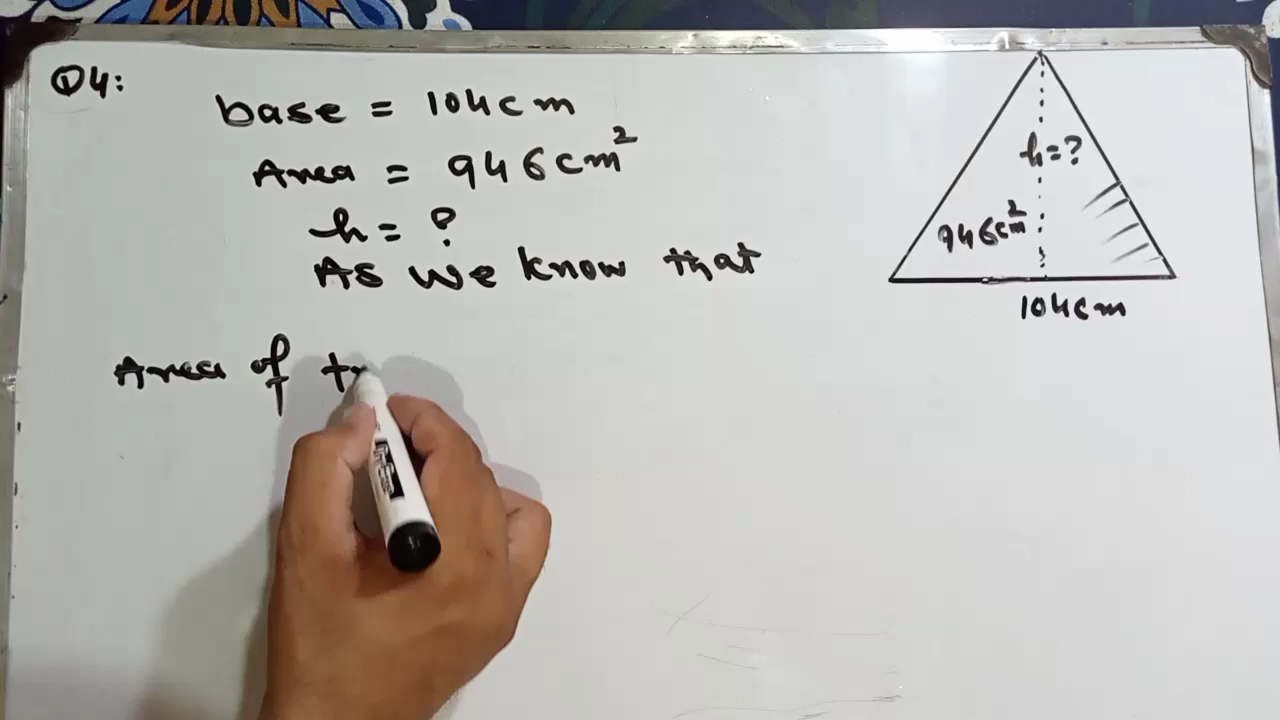 Q4:
base = 104cm
Area = 946cm²
h = ?
As we know that
Area of tr
h=?
946cm²
104cm